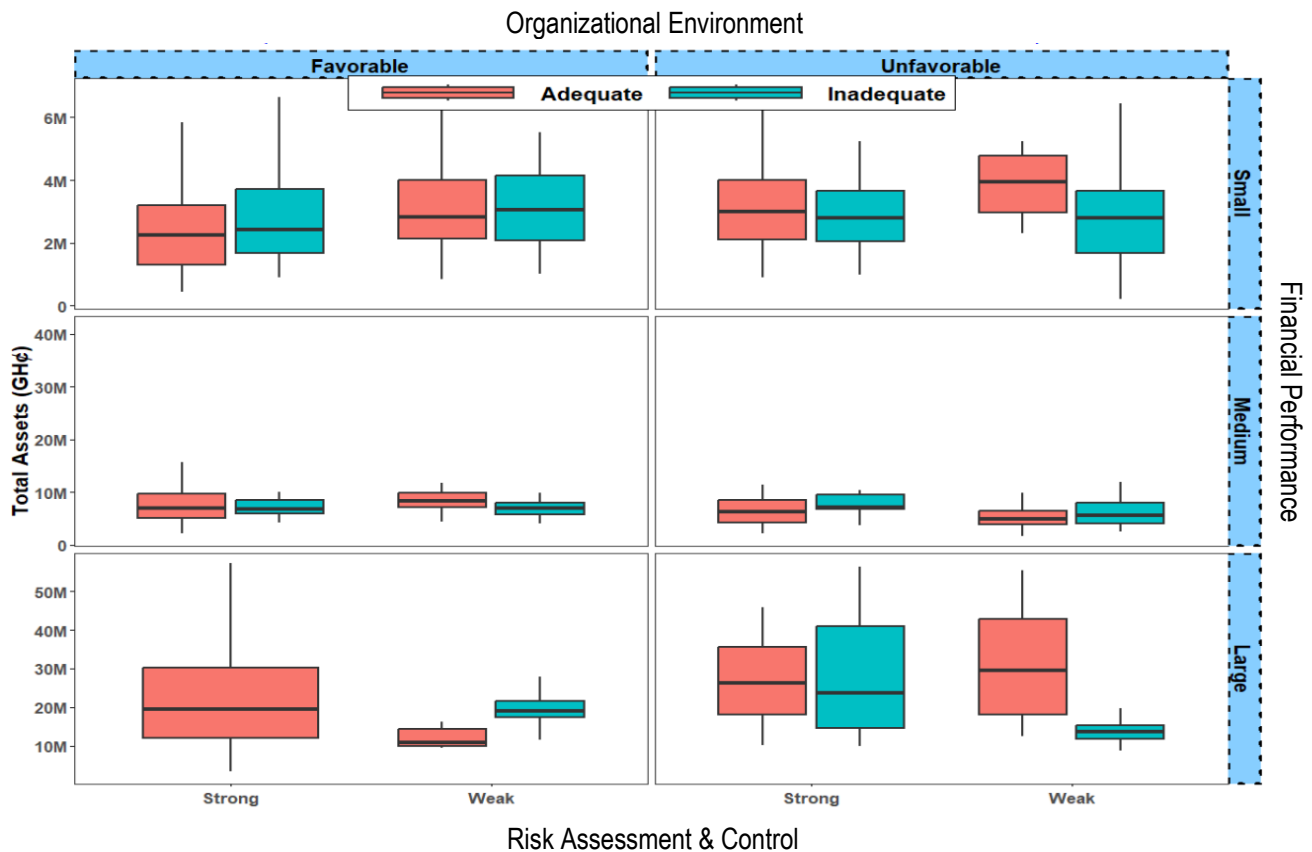 Organizational Environment
Favorable
Unfavorable
Adequate
Inadequate
6M
4M
2M
0
Small
40M
30M
20M
10M
0
Medium
50M
40M
30M
20M
10M
Large
Total Assets (GH¢)
Financial Performance
Strong
Weak
Strong
Weak
Risk Assessment & Control